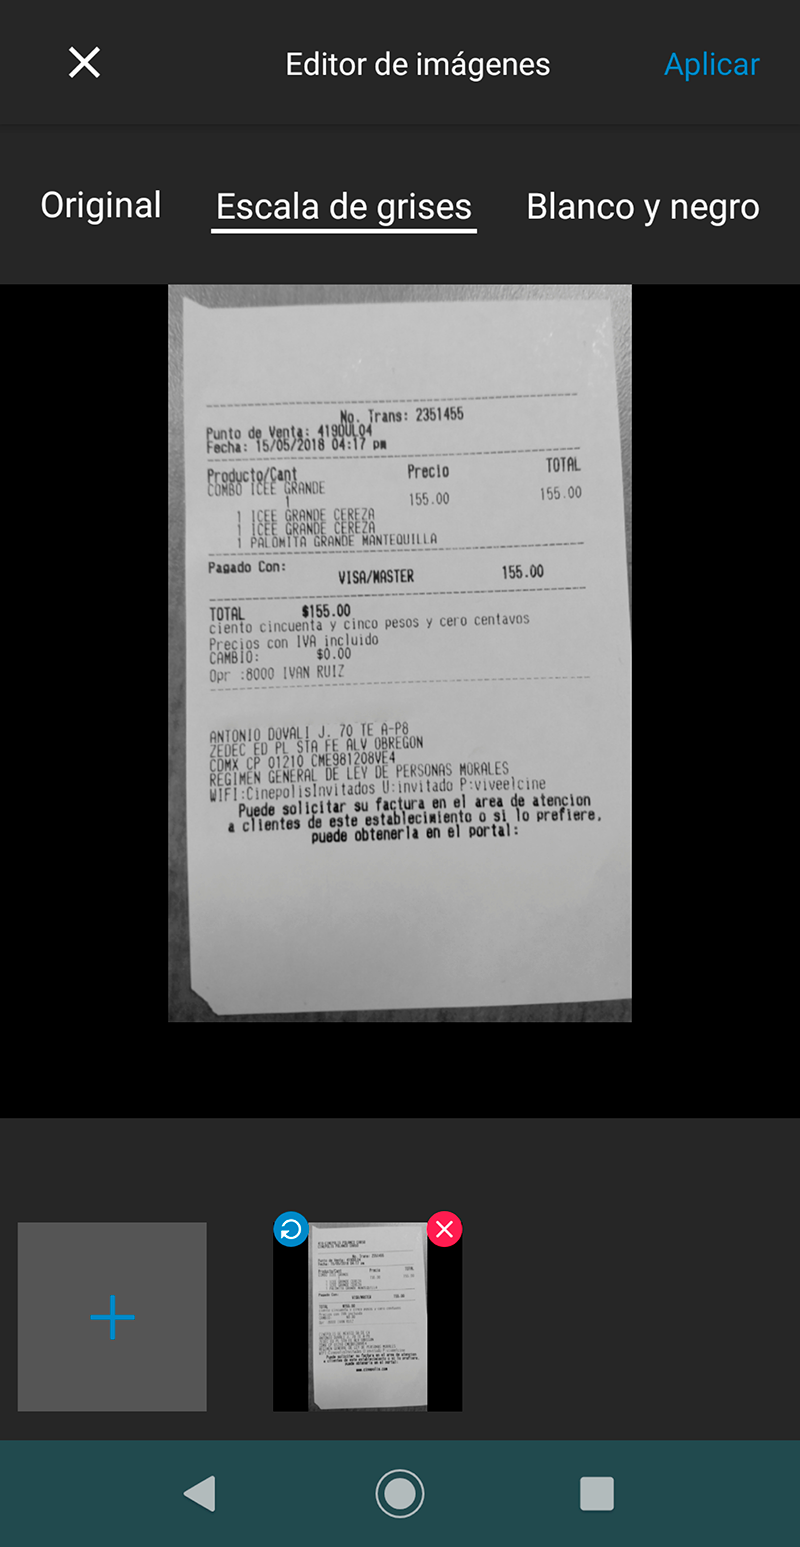 Editor de imágenes
Aplicar
Original
Escala de grises
Blanco y negro
No. Trans: 2351455
Punto de Venta: 419DUL04
Fecha: 15/05/2018 04:17 pm
Producto/Cant Precio TOTAL
COMBO ICEE GRANDE
1 155.00 155.00
1 ICEE GRANDE CEREZA
1 ICEE GRANDE CEREZA
1 PALOMITA GRANDE MANTEQUILLA
Pagado Con:
VISA/MASTER 155.00
TOTAL $155.00
ciento cincuenta y cinco pesos y cero centavos
Precios con IVA incluido
CAMBIO: $0.00
Opr :8000 IVAN RUIZ
ANTONIO DOVALI J. 70 TE A-P8
ZEDEC ED PL STA FE ALV OBREGON
CDMX CP 01210 CME981208VE4
REGIMEN GENERAL DE LEY DE PERSONAS MORALES
WIFI:CinepolisInvitados U:invitado P:viveelcine
Puede solicitar su factura en el area de atencion
a clientes de este establecimiento o si lo prefiere,
puede obtenerla en el portal: